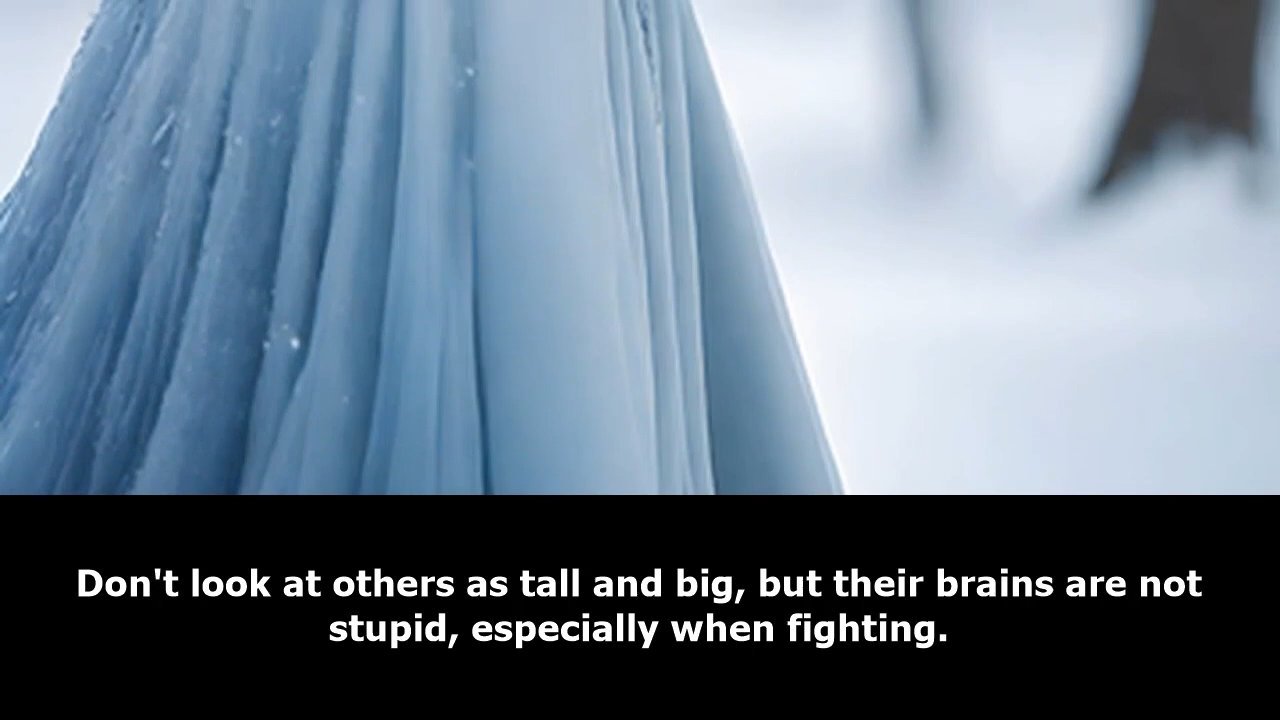 Don't look at others as tall and big, but their brains are not
stupid, especially when fighting.